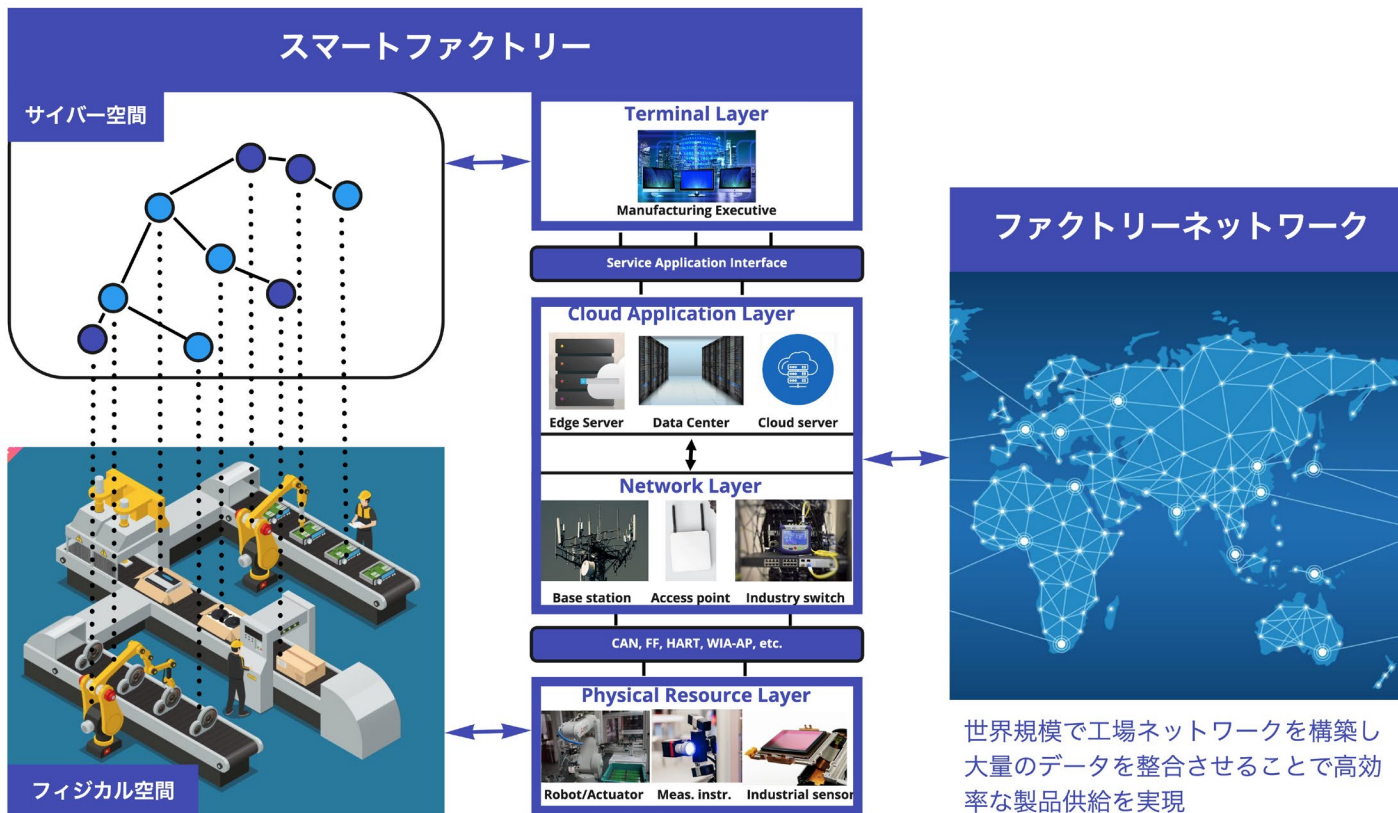 スマートファクトリー
サイバー空間
フィジカル空間
Terminal Layer
Manufacturing Executive
Service Application Interface
Cloud Application Layer
Edge Server
Data Center
Cloud server
Network Layer
Base station
Access point
Industry switch
CAN, FF, HART, WIA-AP, etc.
Physical Resource Layer
Robot/Actuator
Meas. instr.
Industrial sensor
ファクトリーネットワーク
世界規模で工場ネットワークを構築し
大量のデータを整合させることで高効
率な製品供給を実現